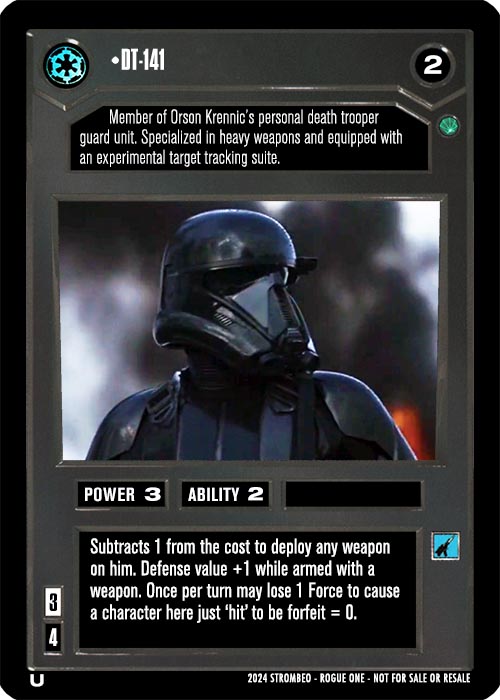 •DT-141
2
Member of Orson Krennic's personal death trooper
guard unit. Specialized in heavy weapons and equipped with
an experimental target tracking suite.
POWER 3 ABILITY 2
Subtracts 1 from the cost to deploy any weapon
on him. Defense value +1 while armed with a
weapon. Once per turn may lose 1 Force to cause
a character here just 'hit' to be forfeit = 0.
3
4
U
2024 STROMBEO - ROGUE ONE - NOT FOR SALE OR RESALE